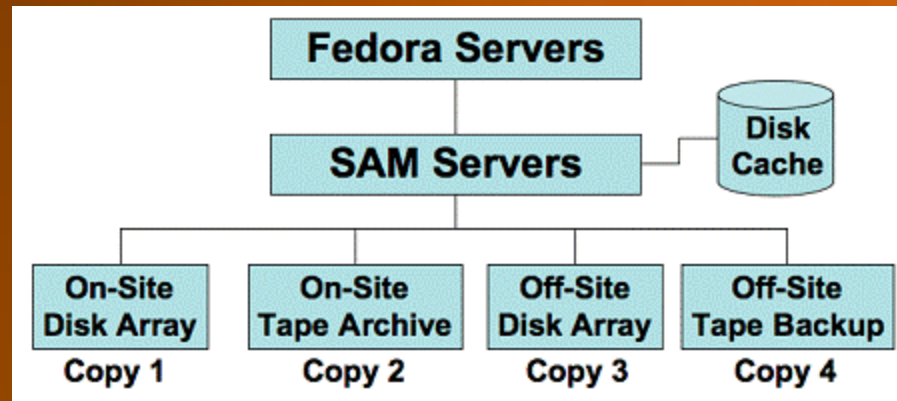 Fedora Servers
SAM Servers
Disk
Cache
On-Site
Disk Array
On-Site
Tape Archive
Off-Site
Disk Array
Off-Site
Tape Backup
Copy 1
Copy 2
Copy 3
Copy 4